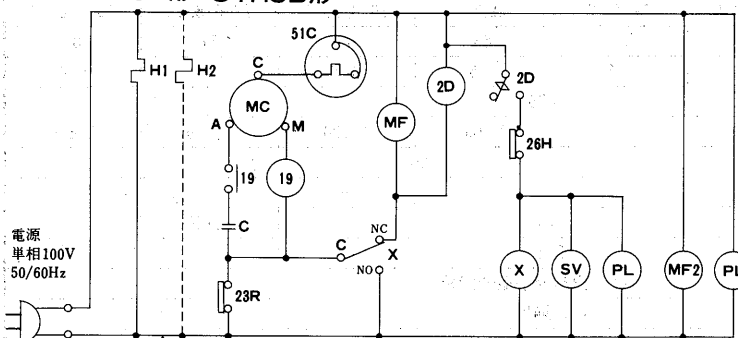 51C
H1
H2
C
MC
A
M
19
19
C
23R
MF
2D
2D
26H
NC
C
X
NO
X
SV
PL
MF2
PL
電源
単相100V
50/60Hz